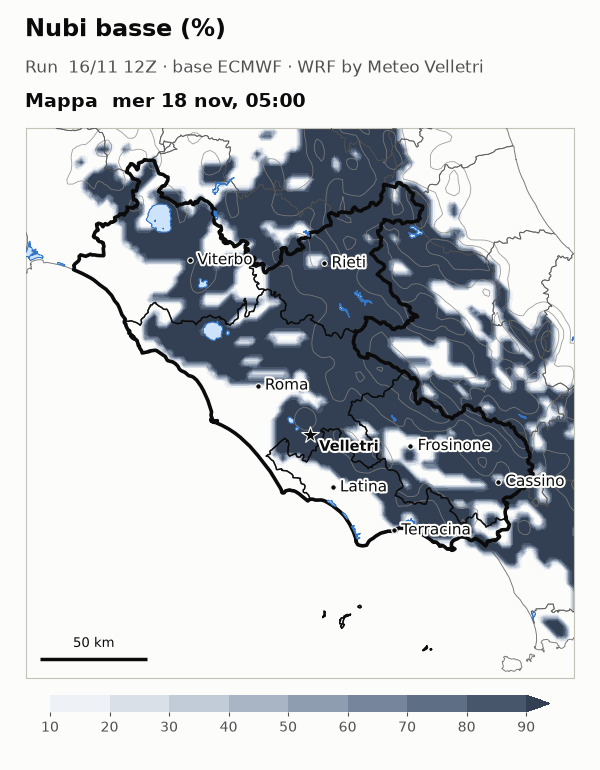 Nubi basse (%)
Run 16/11 12Z · base ECMWF · WRF by Meteo Velletri
Mappa mer 18 nov, 05:00
Viterbo
Rieti
Roma
Velletri
Frosinone
Latina
Cassino
Terracina
50 km
10 20 30 40 50 60 70 80 90